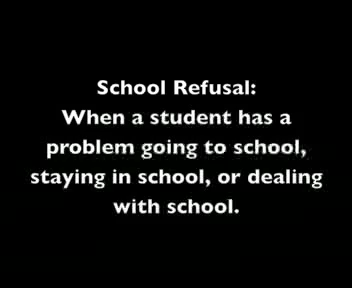 School Refusal:
When a student has a
problem going to school,
staying in school, or dealing
with school.